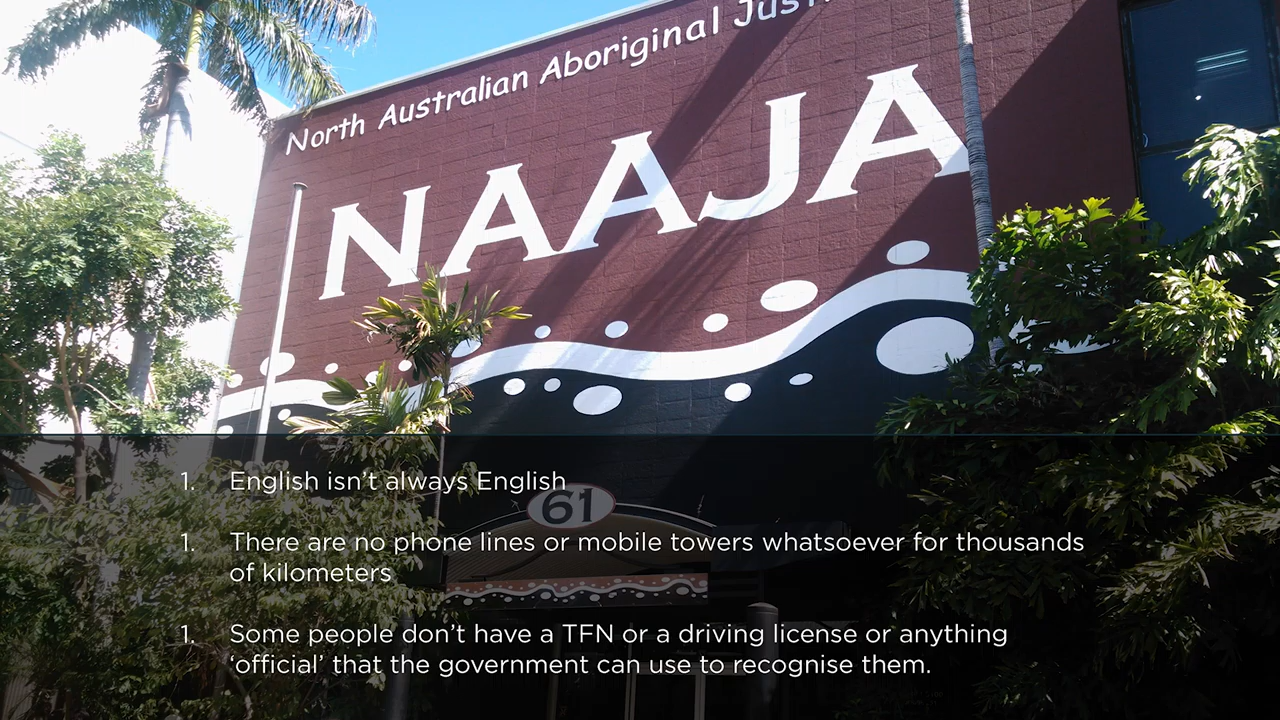 North Australian Aboriginal
NAAJA
1. English isn't always English
61
1. There are no phone lines or mobile towers whatsoever for thousands
of kilometers
1. Some people don't have a TFN or a driving license or anything
‘official’ that the government can use to recognise them.